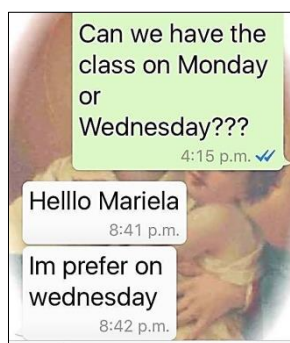 Can we have the
class on Monday
or
Wednesday???
4:15 p.m.
Helllo Mariela
8:41 p.m.
Im prefer on
wednesday
8:42 p.m.